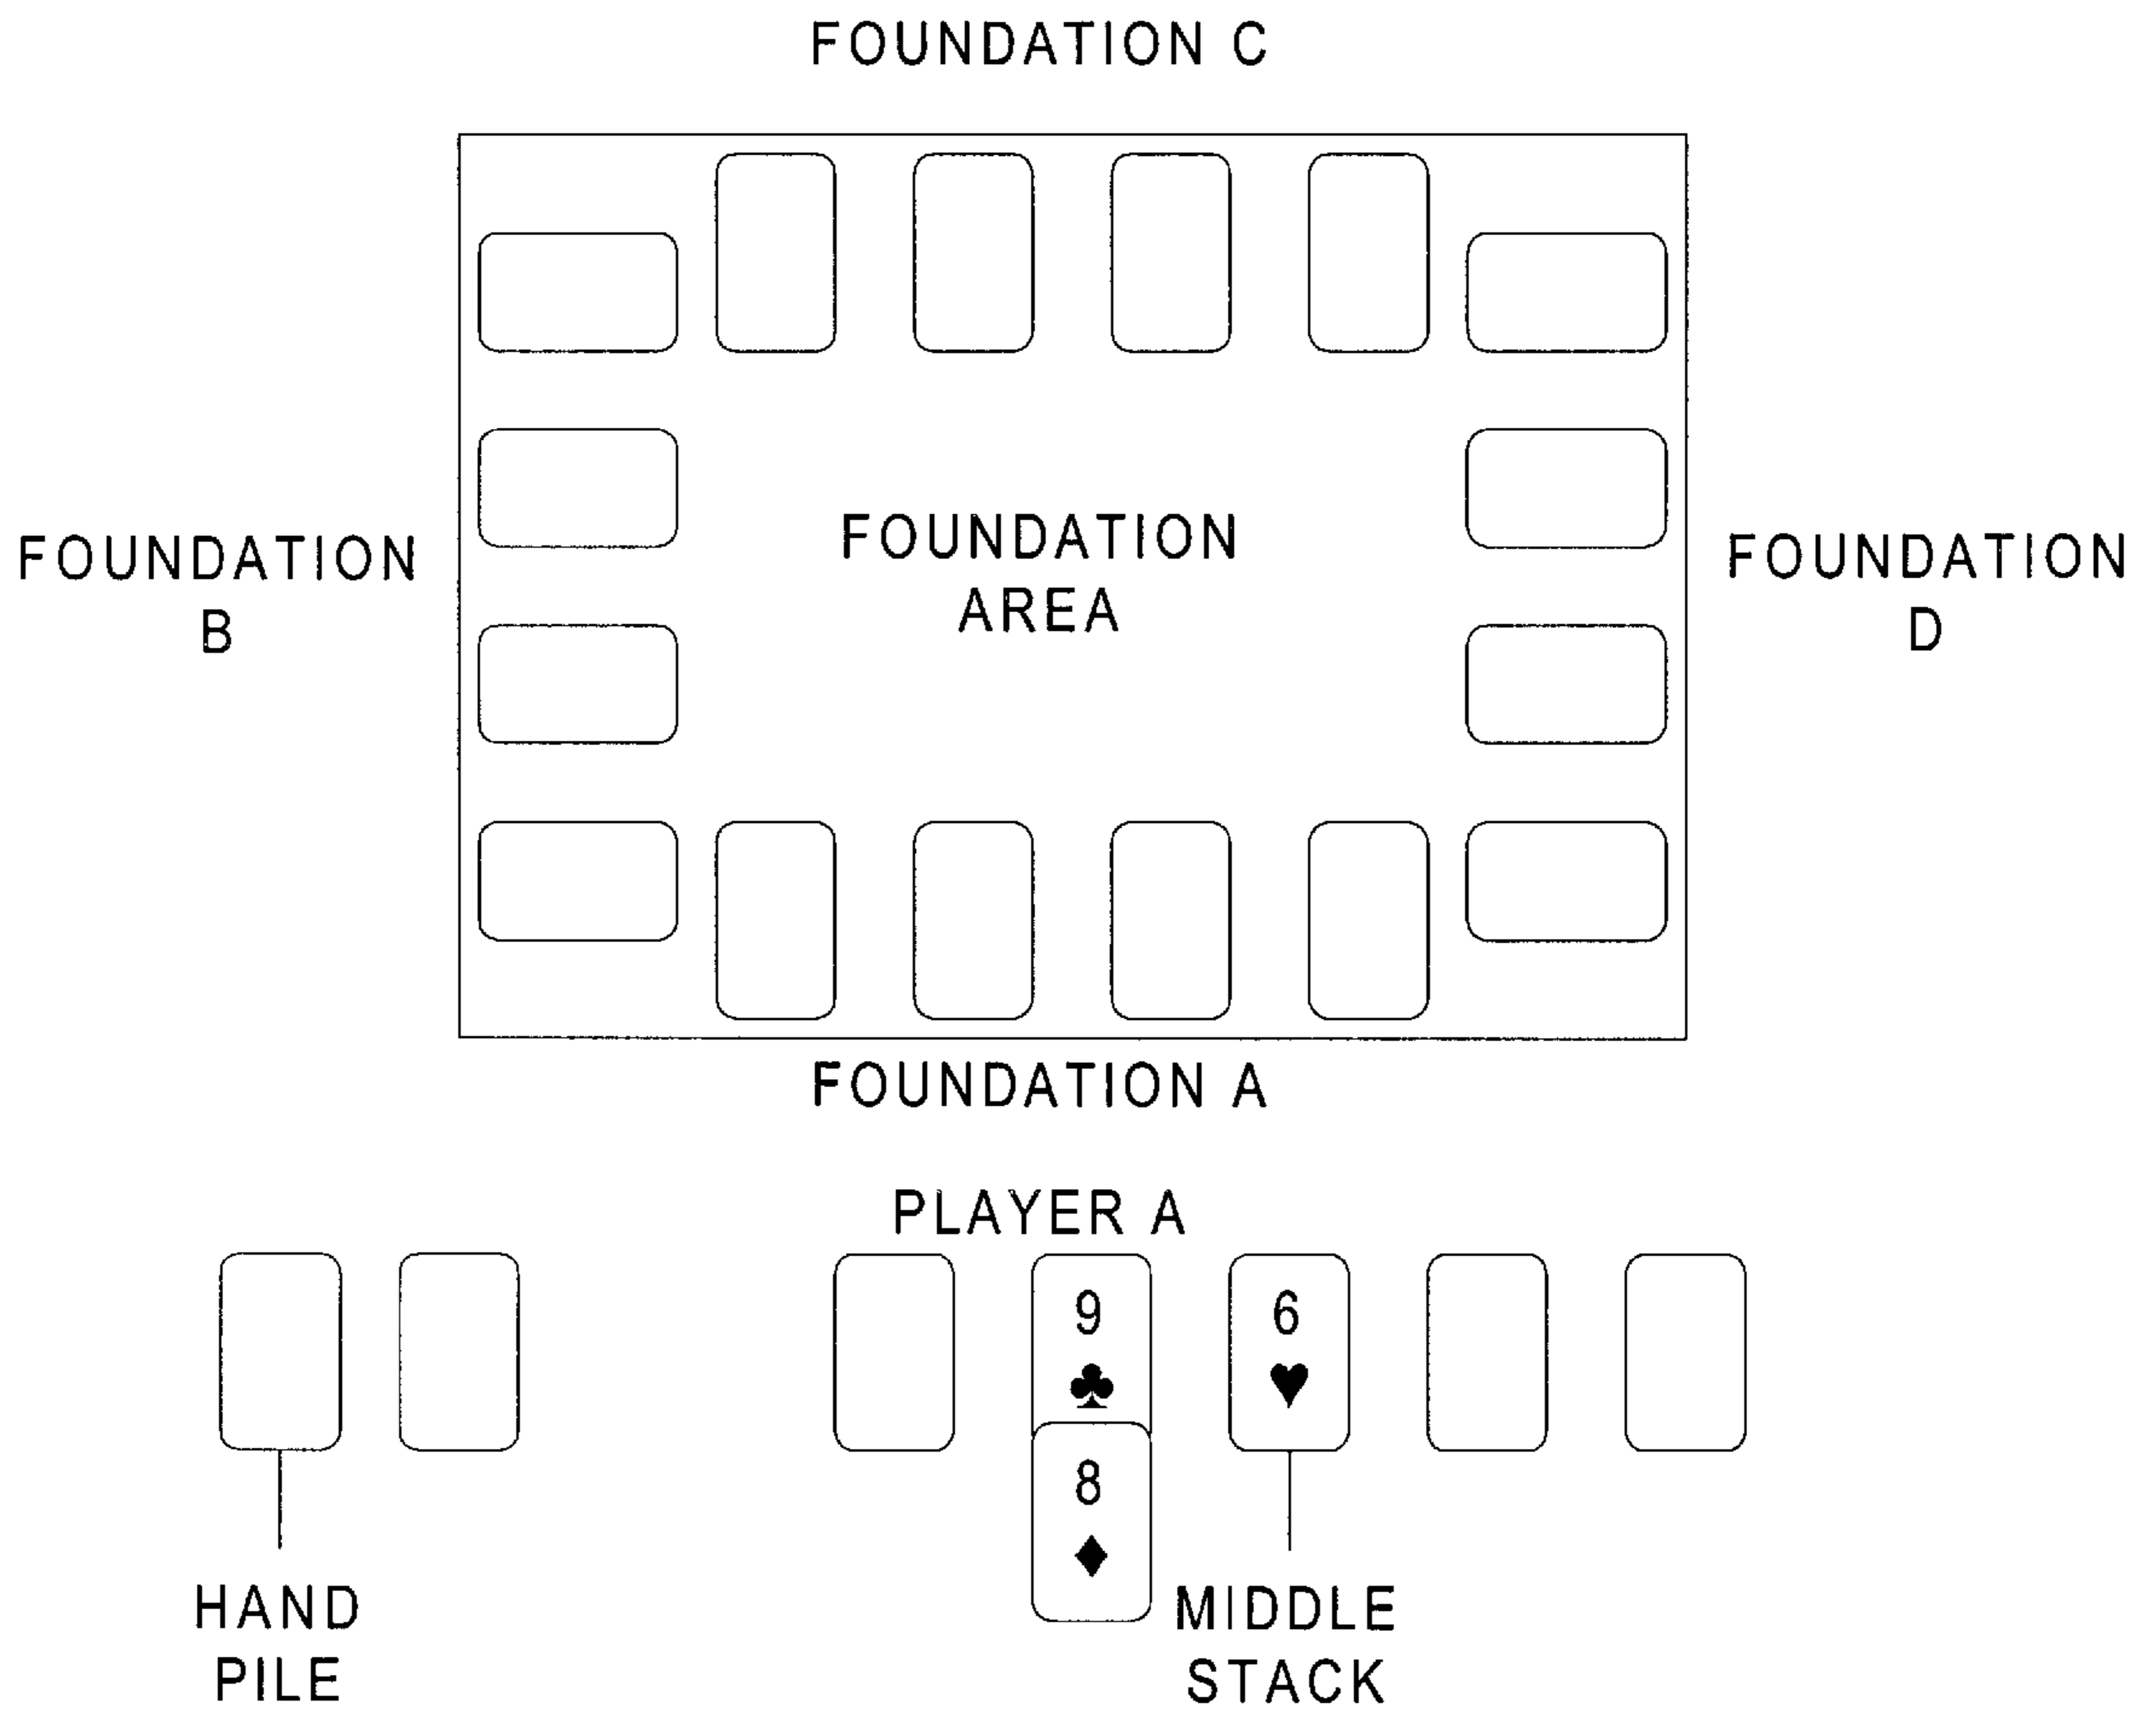 FOUNDATION C
FOUNDATION
B
FOUNDATION
AREA
FOUNDATION
D
FOUNDATION A
PLAYER A
9
♣
8
♦
6
♥
HAND
PILE
MIDDLE
STACK